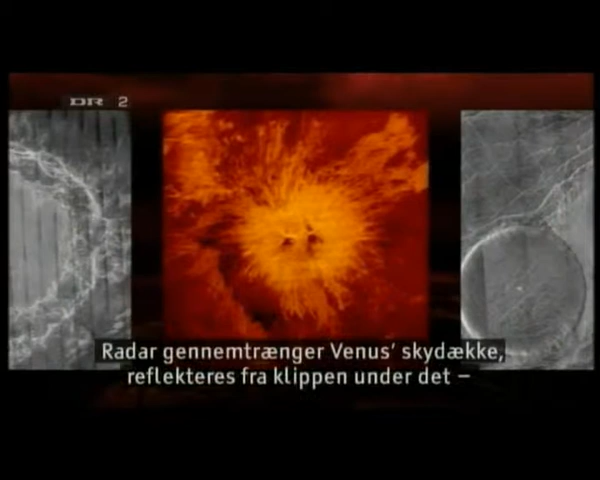 DR 2
Radar gennemtrænger Venus’ skydække,
reflekteres fra klippen under det –